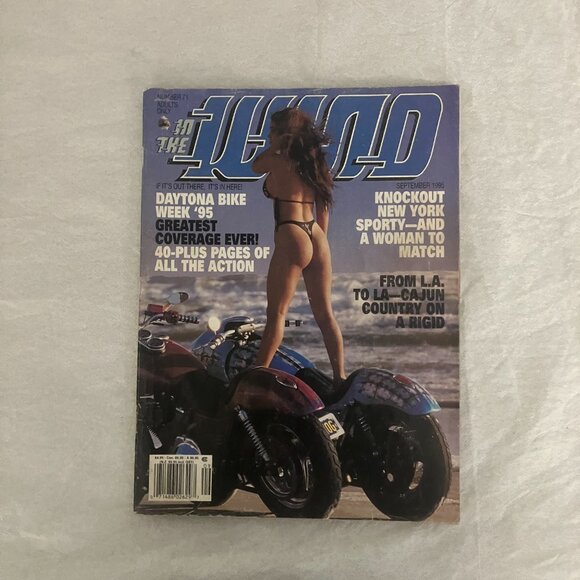 NUMBER 71
ADULTS
ONLY
IN
THE
WIND
IF IT'S OUT THERE, IT'S IN HERE!
SEPTEMBER 1995
DAYTONA BIKE
WEEK '95
GREATEST
COVERAGE EVER!
40-PLUS PAGES OF
ALL THE ACTION
KNOCKOUT
NEW YORK
SPORTY—AND
A WOMAN TO
MATCH
FROM L.A.
TO LA—CAJUN
COUNTRY ON
A RIGID
09